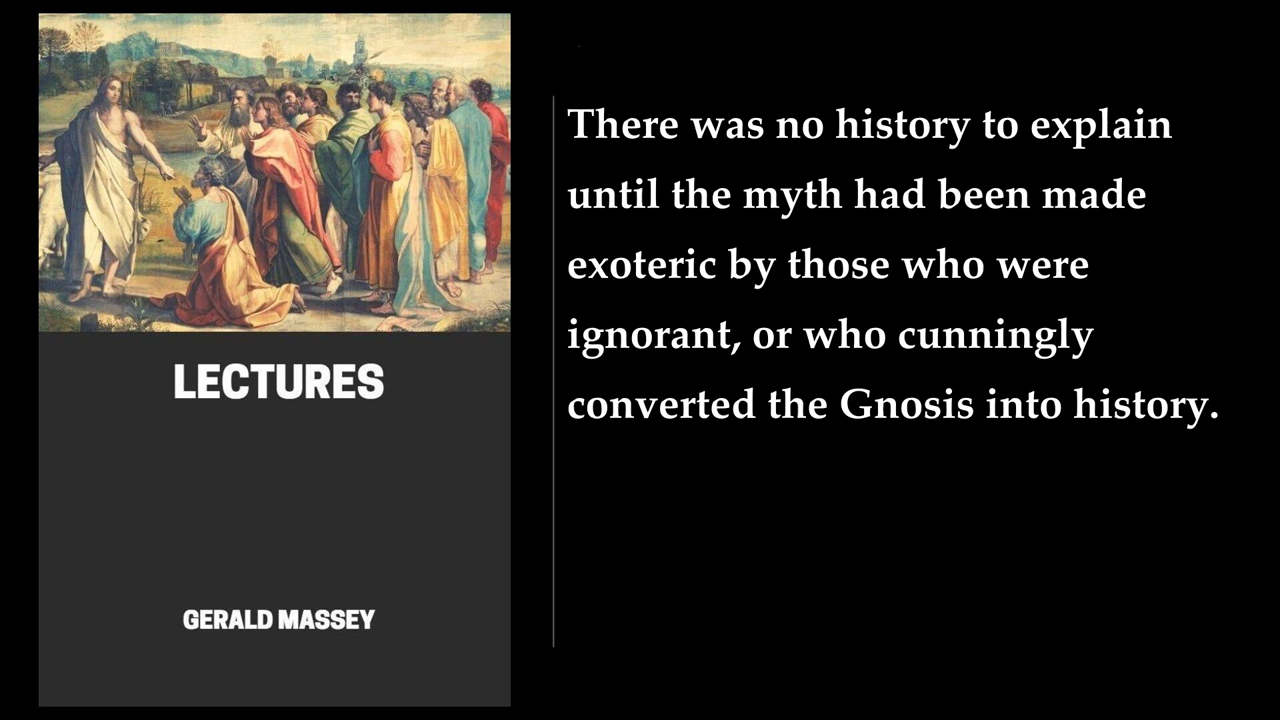 LECTURES
GERALD MASSEY
There was no history to explain
until the myth had been made
exoteric by those who were
ignorant, or who cunningly
converted the Gnosis into history.